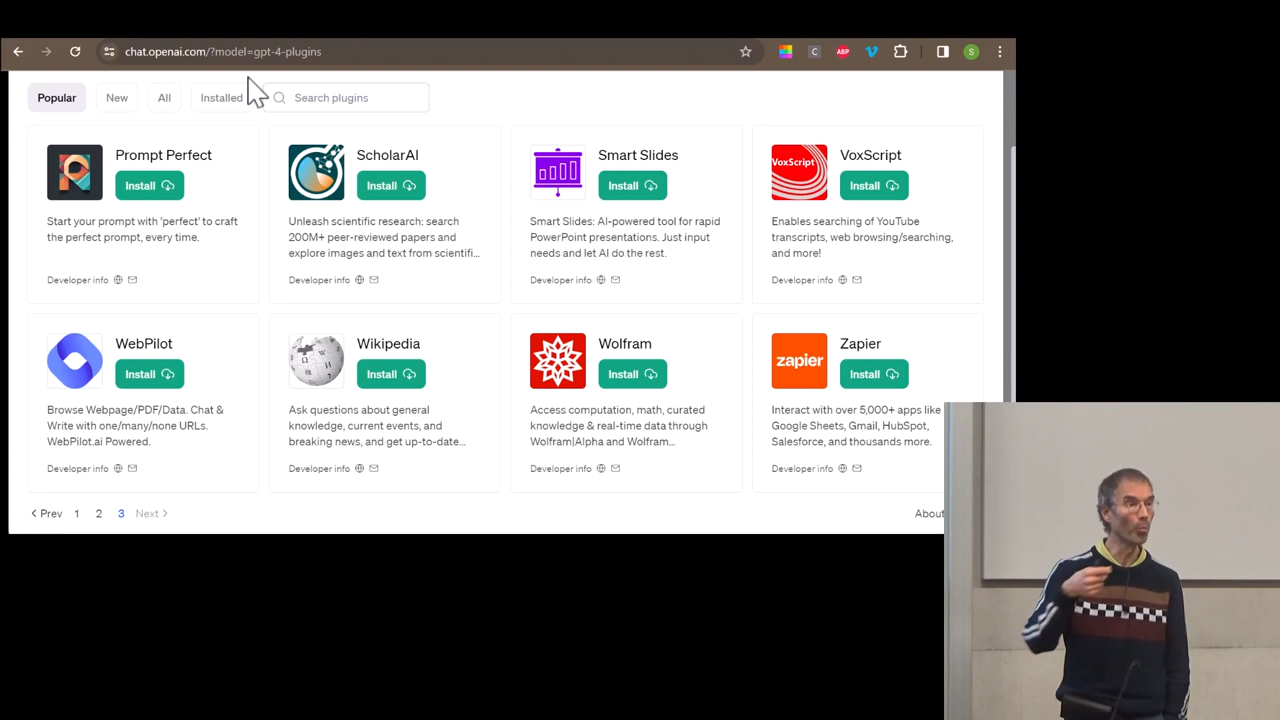 chat.openai.com/?model=gpt-4-plugins
C
ABP
S
Popular
New
All
Installed
Search plugins
Prompt Perfect
Install
Start your prompt with 'perfect' to craft
the perfect prompt, every time.
Developer info
ScholarAI
Install
Unleash scientific research: search
200M+ peer-reviewed papers and
explore images and text from scientifi...
Developer info
Smart Slides
Install
Smart Slides: AI-powered tool for rapid
PowerPoint presentations. Just input
needs and let AI do the rest.
Developer info
VoxScript
VoxScript
Install
Enables searching of YouTube
transcripts, web browsing/searching,
and more!
Developer info
WebPilot
Install
Browse Webpage/PDF/Data. Chat &
Write with one/many/none URLs.
WebPilot.ai Powered.
Developer info
Wikipedia
Install
Ask questions about general
knowledge, current events, and
breaking news, and get up-to-date...
Developer info
Wolfram
Install
Access computation, math, curated
knowledge & real-time data through
Wolfram|Alpha and Wolfram...
Developer info
zapier
Zapier
Install
Interact with over 5,000+ apps like
Google Sheets, Gmail, HubSpot,
Salesforce, and thousands more.
Developer info
Prev 1 2 3 Next
About